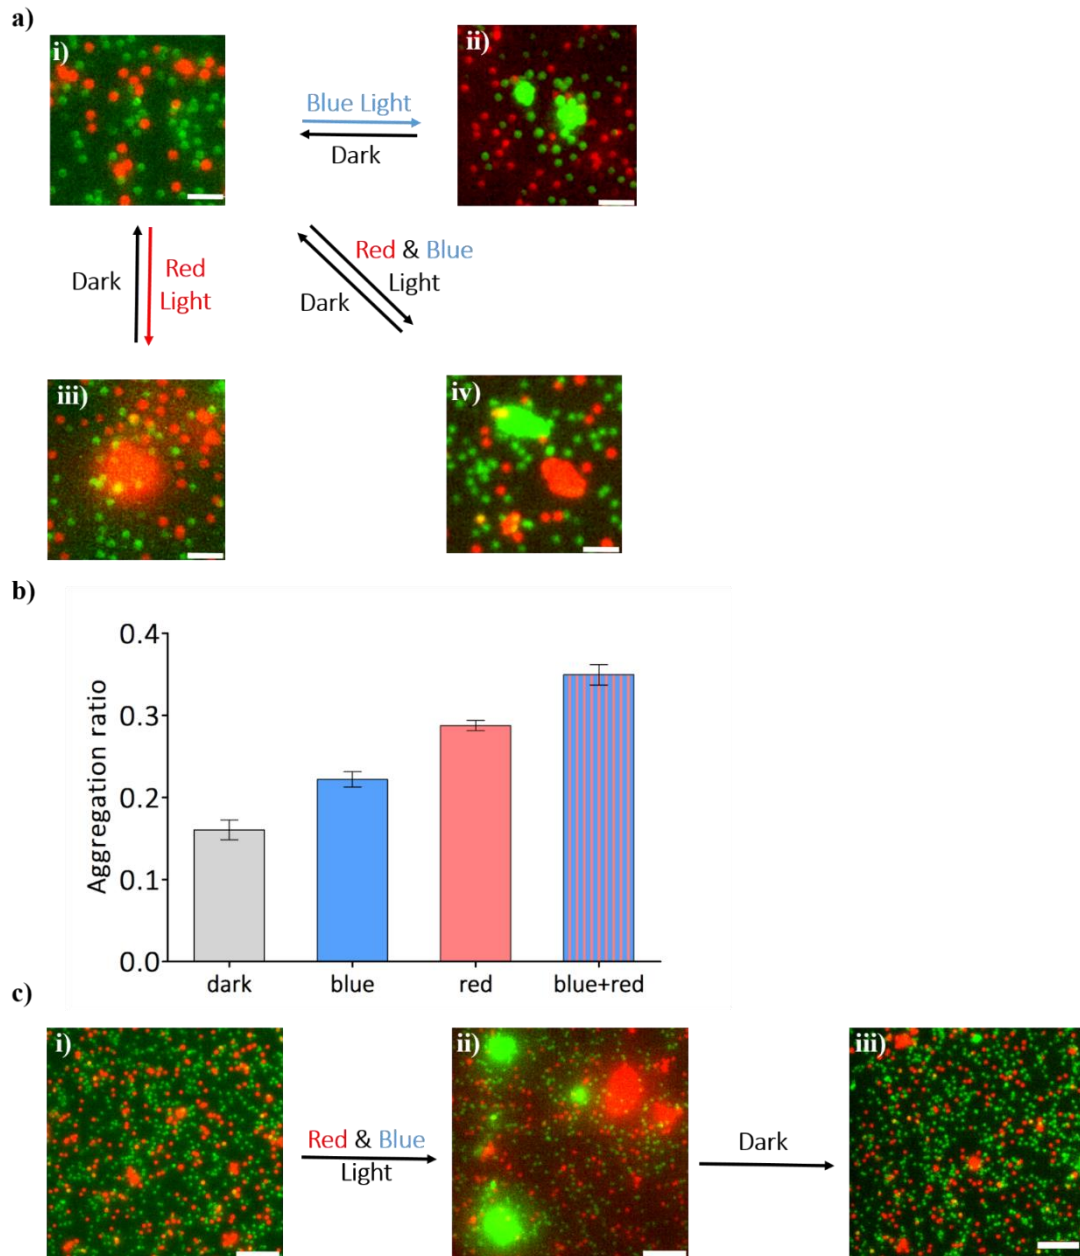 a)
i)
Blue Light
Dark
ii)
Dark
Red
Light
Red & Blue
Light
Dark
iii)
iv)
b)
Aggregation ratio
0.4
0.3
0.2
0.1
0.0
dark
blue
red
blue+red
c)
i)
Red & Blue
Light
ii)
Dark
iii)